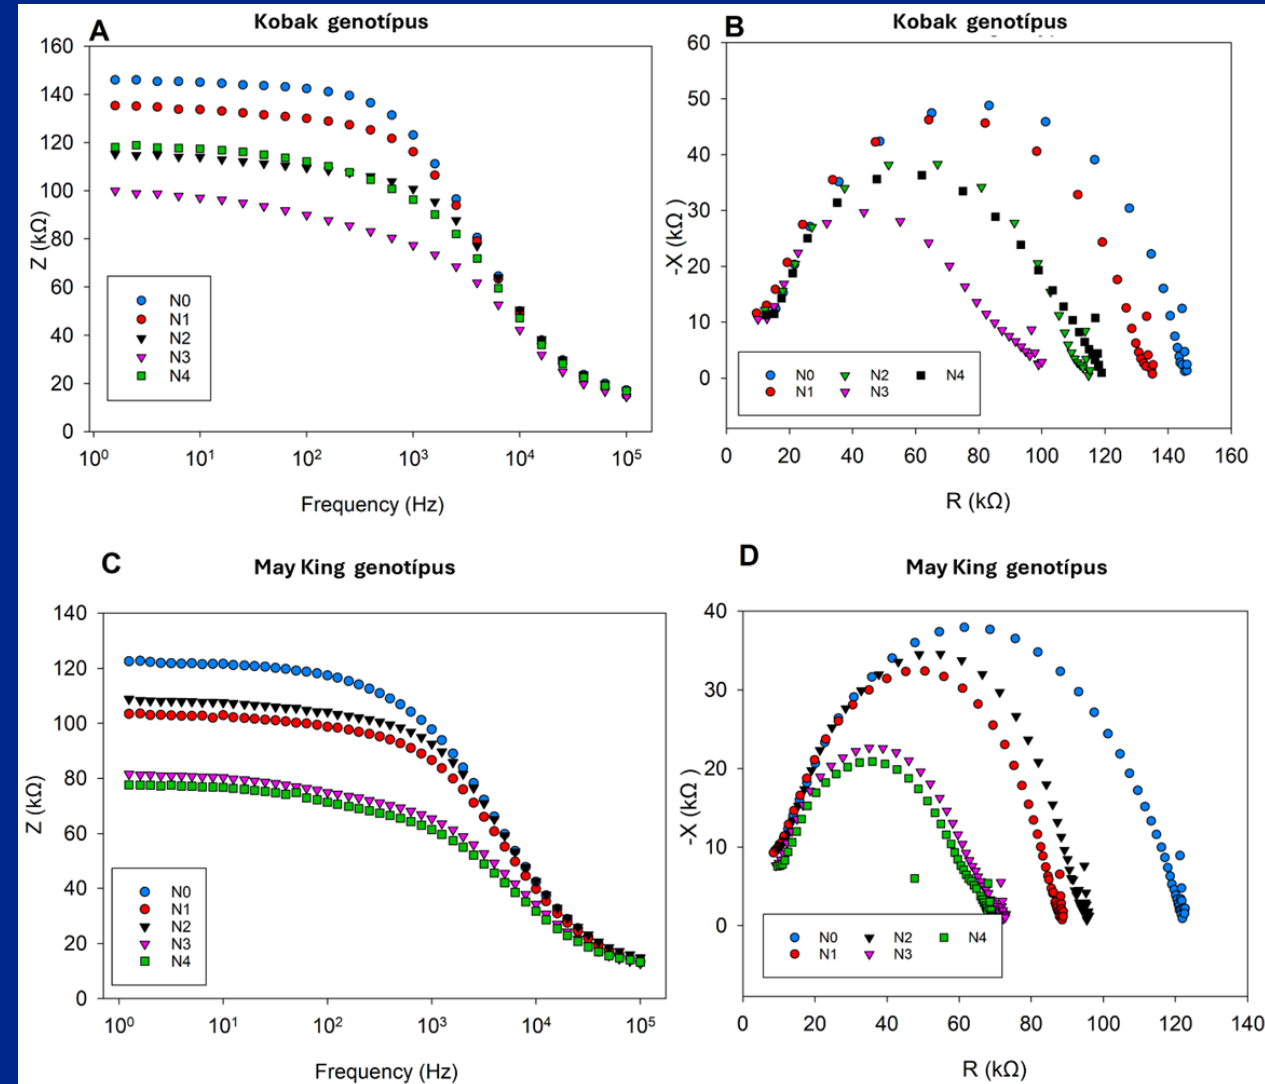 A
Kobak genotípus
160
140
120
100
80
60
40
20
0
Z (kΩ)
N0
N1
N2
N3
N4
10⁰ 10¹ 10² 10³ 10⁴ 10⁵
Frequency (Hz)
B
Kobak genotípus
60
50
40
30
20
10
0
-X (kΩ )
N0 N2 N4
N1 N3
0 20 40 60 80 100 120 140 160
R (kΩ)
C
May King genotípus
140
120
100
80
60
40
20
0
Z (kΩ)
N0
N1
N2
N3
N4
10⁰ 10¹ 10² 10³ 10⁴ 10⁵
Frequency (Hz)
D
May King genotípus
40
30
20
10
0
-X (kΩ )
N0 N2 N4
N1 N3
0 20 40 60 80 100 120 140
R (kΩ)